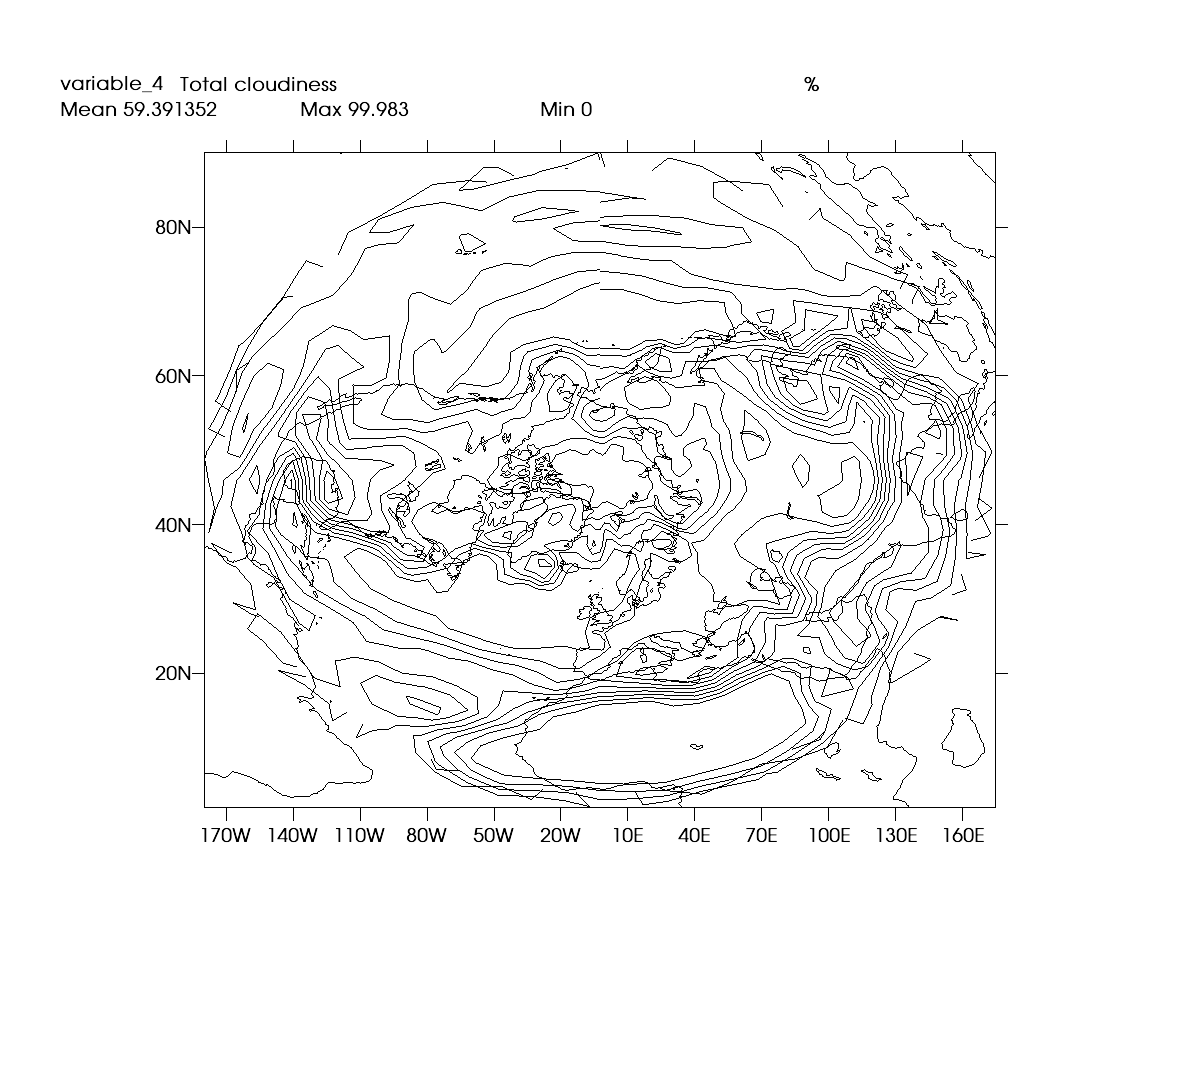 variable_4 Total cloudiness %
Mean 59.391352 Max 99.983 Min 0
80N
60N
40N
20N
170W 140W 110W 80W 50W 20W 10E 40E 70E 100E 130E 160E